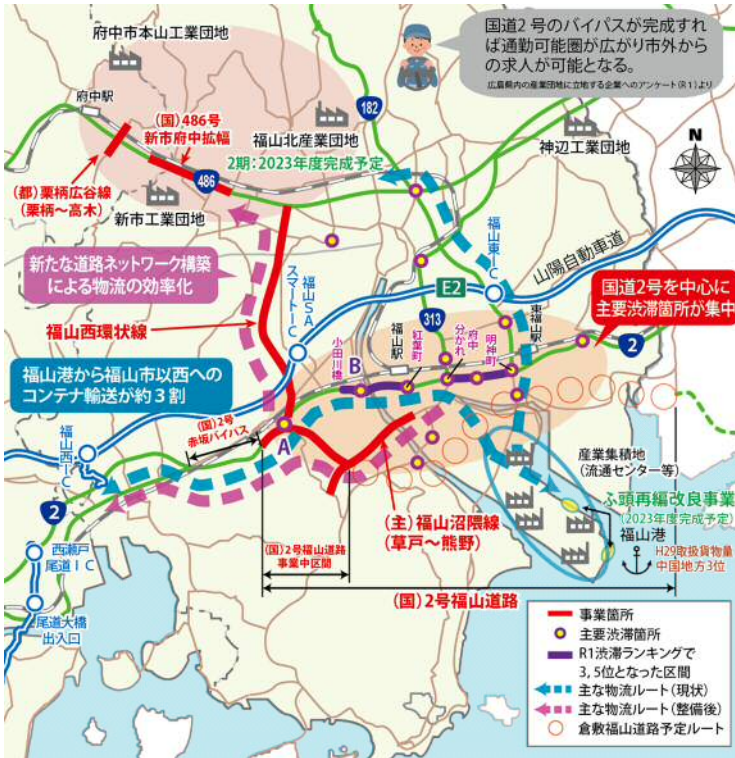 国道2号のバイパスが完成すれ
ば通勤可能圏が広がり市外から
の求人が可能となる。
広島県内の産業団地に立地する企業へのアンケート(R1)より
府中市本山工業団地
府中駅
(国)486号
新市府中拡幅
182
福山北産業団地
2期:2023年度完成予定
神辺工業団地
N
486
(都)栗柄広谷線
(栗柄~高木)
新市工業団地
新たな道路ネットワーク構築
による物流の効率化
福山東IC
山陽自動車道
E2
福山SA
スマートIC
国道2号を中心に
主要渋滞箇所が集中
福山西環状線
313
福山駅
東福山駅
2
小田川橋
B
紅葉町
府中
分かれ
明神町
福山港から福山市以西への
コンテナ輸送が約3割
(国)2号
赤坂バイパス
A
福山西IC
2
産業集積地
(流通センター等)
ふ頭再編改良事業
(2023年度完成予定)
福山港
H29取扱貨物量
中国地方3位
(主)福山沼隈線
(草戸~熊野)
(国)2号福山道路
事業中区間
西瀬戸
尾道IC
尾道大橋
出入口
(国)2号福山道路
事業箇所
主要渋滞箇所
R1渋滞ランキングで
3,5位となった区間
主な物流ルート(現状)
主な物流ルート(整備後)
倉敷福山道路予定ルート